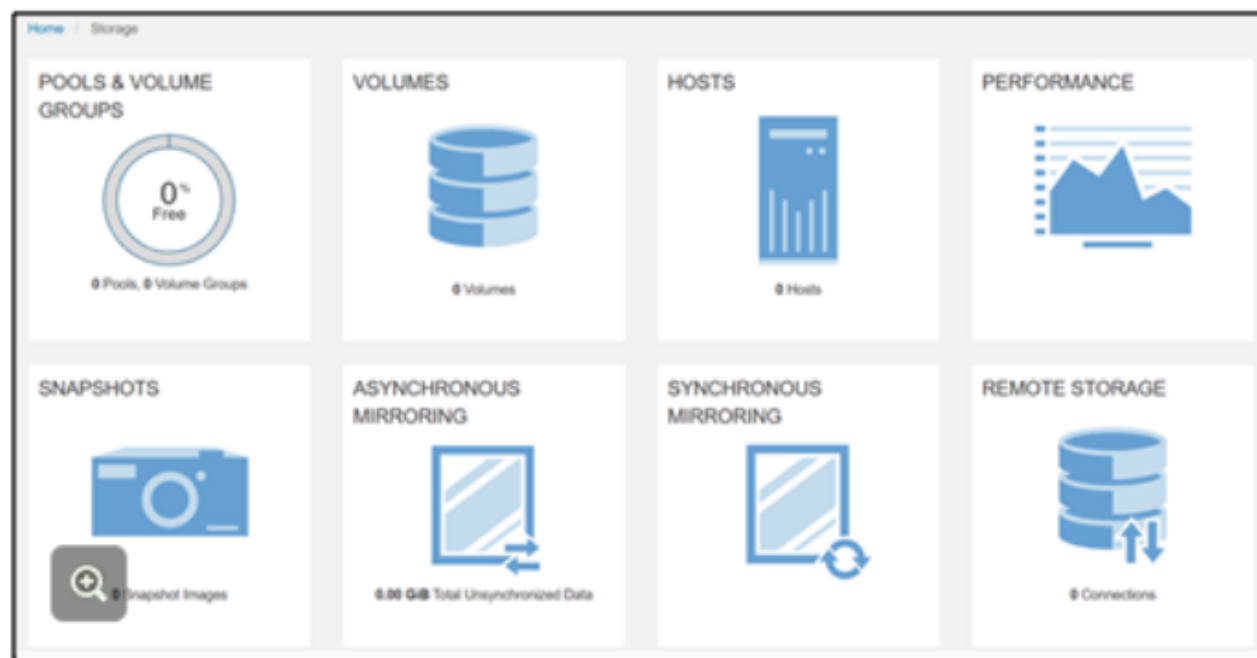 Home / Storage
POOLS & VOLUME
GROUPS
0%
Free
0 Pools, 0 Volume Groups
VOLUMES
0 Volumes
HOSTS
0 Hosts
PERFORMANCE
SNAPSHOTS
0 Snapshot Images
ASYNCHRONOUS
MIRRORING
0.00 GiB Total Unsynchronized Data
SYNCHRONOUS
MIRRORING
REMOTE STORAGE
0 Connections